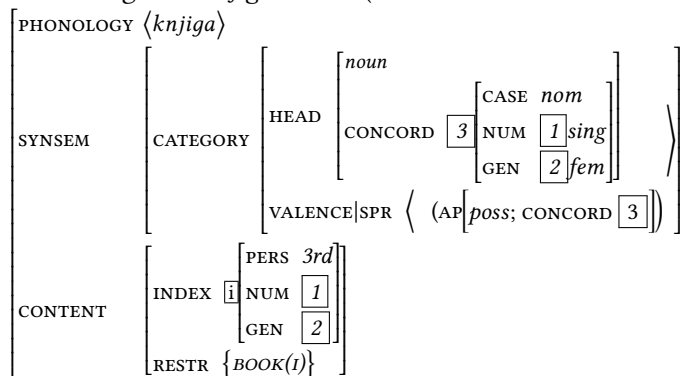 PHONOLOGY ⟨knjiga⟩
noun
CASE nom
HEAD
CONCORD 3 NUM 1 sing
SYNSEM CATEGORY
GEN 2 fem
VALENCE|SPR ⟨ (AP[poss; CONCORD 3]) ⟩
PERS 3rd
INDEX i NUM 1
CONTENT
GEN 2
RESTR {BOOK(I)}